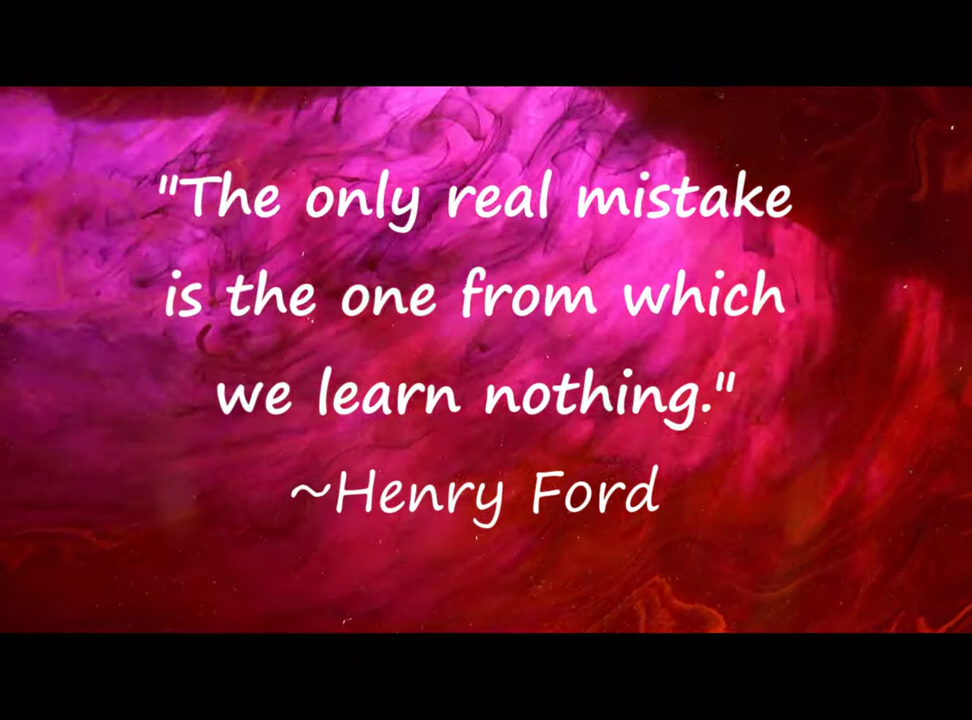 "The only real mistake
is the one from which
we learn nothing."
~Henry Ford